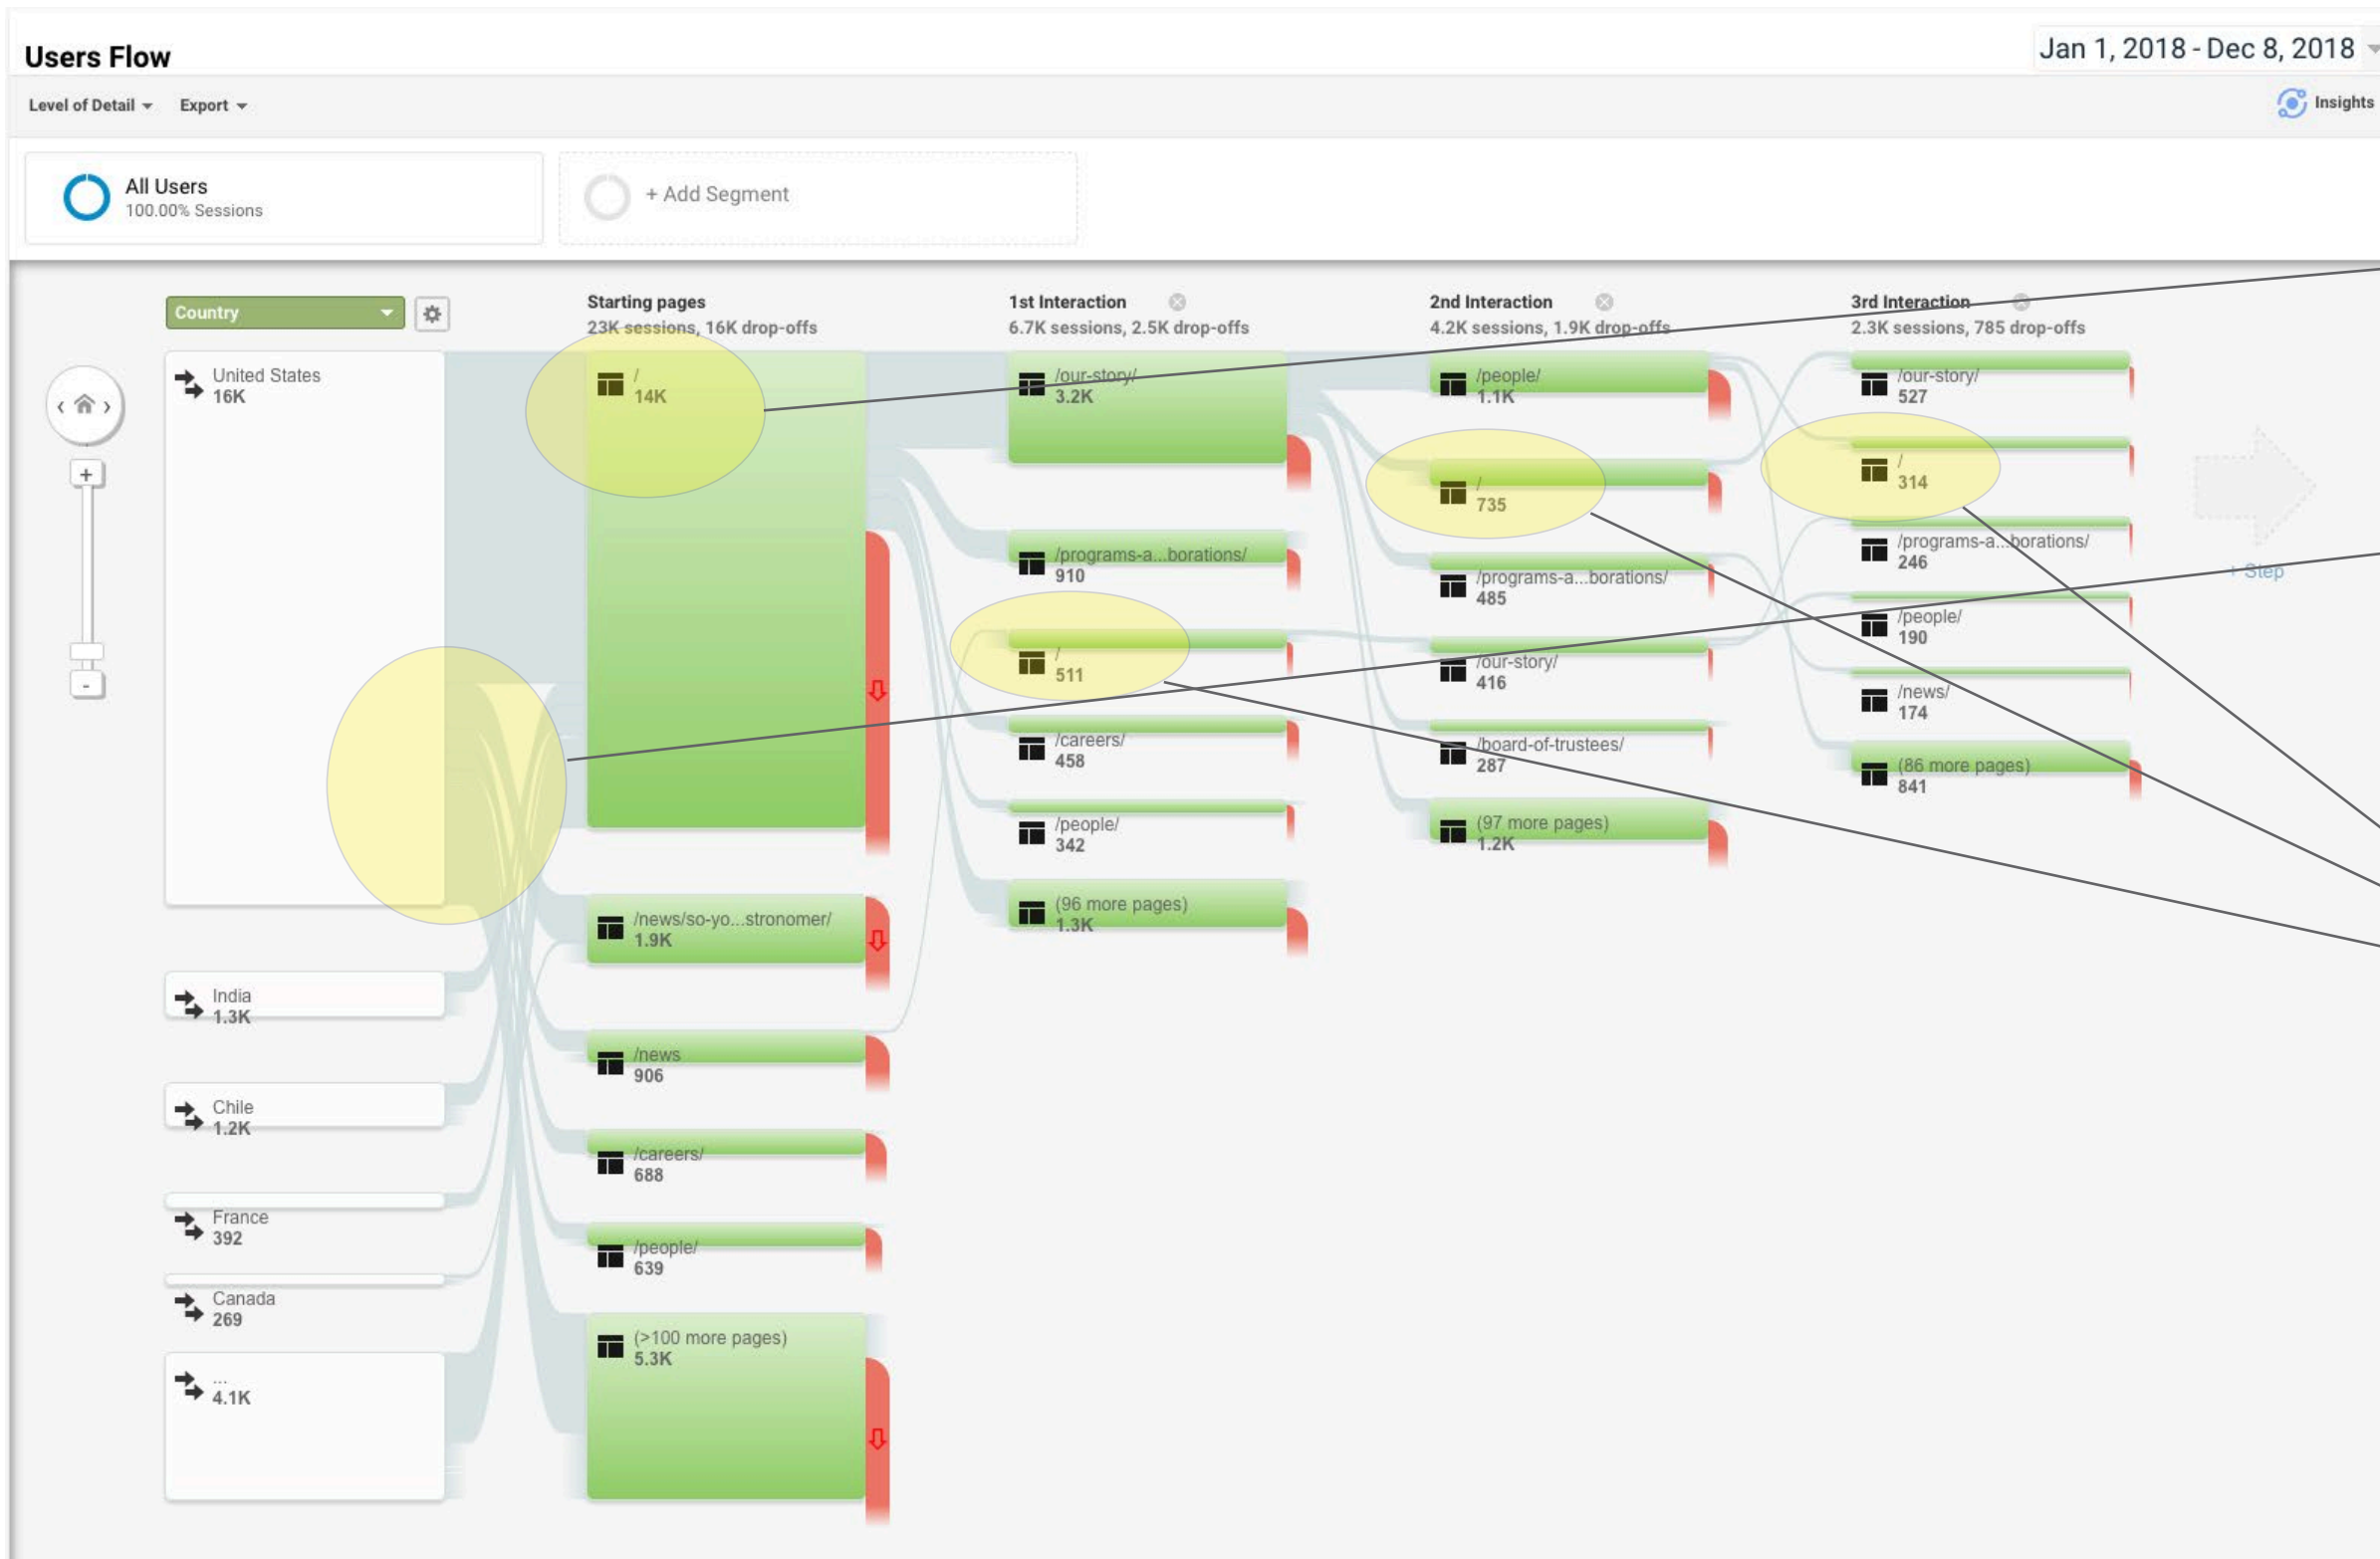 Users Flow
Jan 1, 2018 - Dec 8, 2018
Level of Detail
Export
Insights
All Users
100.00% Sessions
+ Add Segment
Country
United States
16K
India
1.3K
Chile
1.2K
France
392
Canada
269
...
4.1K
Starting pages
23K sessions, 16K drop-offs
/
14K
/news/so-yo...stronomer/
1.9K
/news
906
/careers/
688
/people/
639
(>100 more pages)
5.3K
1st Interaction
6.7K sessions, 2.5K drop-offs
/our-story/
3.2K
/programs-a...borations/
910
/
511
/careers/
458
/people/
342
(96 more pages)
1.3K
2nd Interaction
4.2K sessions, 1.9K drop-offs
/people/
1.1K
/
735
/programs-a...borations/
485
/our-story/
416
/board-of-trustees/
287
(97 more pages)
1.2K
3rd Interaction
2.3K sessions, 785 drop-offs
/our-story/
527
/
314
/programs-a...borations/
246
/people/
190
/news/
174
(86 more pages)
841
+ Step